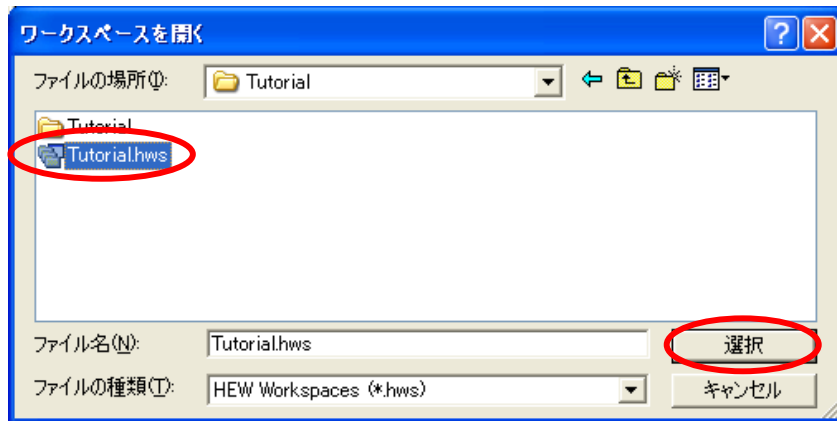 ワークスペースを開く
ファイルの場所(I):
Tutorial
Tutorial
Tutorial.hws
ファイル名(N):
Tutorial.hws
選択
ファイルの種類(T):
HEW Workspaces (*.hws)
キャンセル